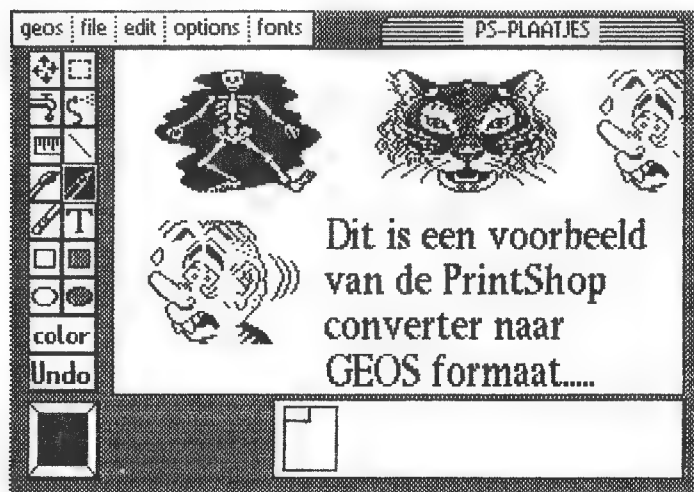 geos file edit options fonts PS-PLAATJES
T
color
Undo
Dit is een voorbeeld
van de PrintShop
converter naar
GEOS formaat.....